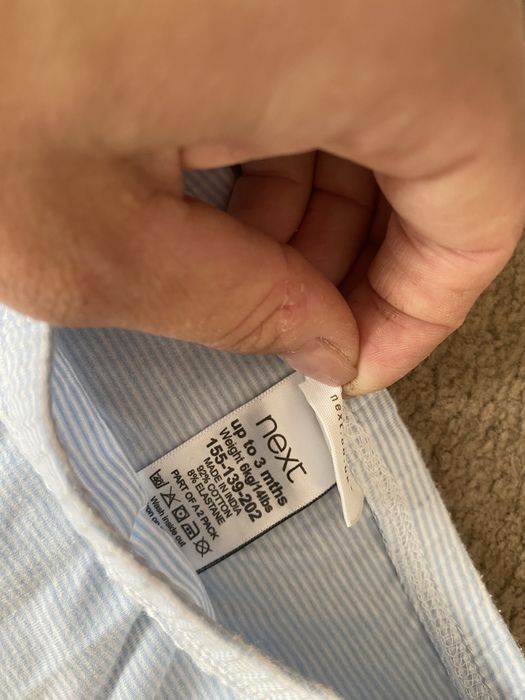 next
up to 3 mths
Weight 6kg/14lbs
155-139-202
MADE IN INDIA
92% COTTON
8% ELASTANE
PART OF A 2 PACK
Wash inside out
next